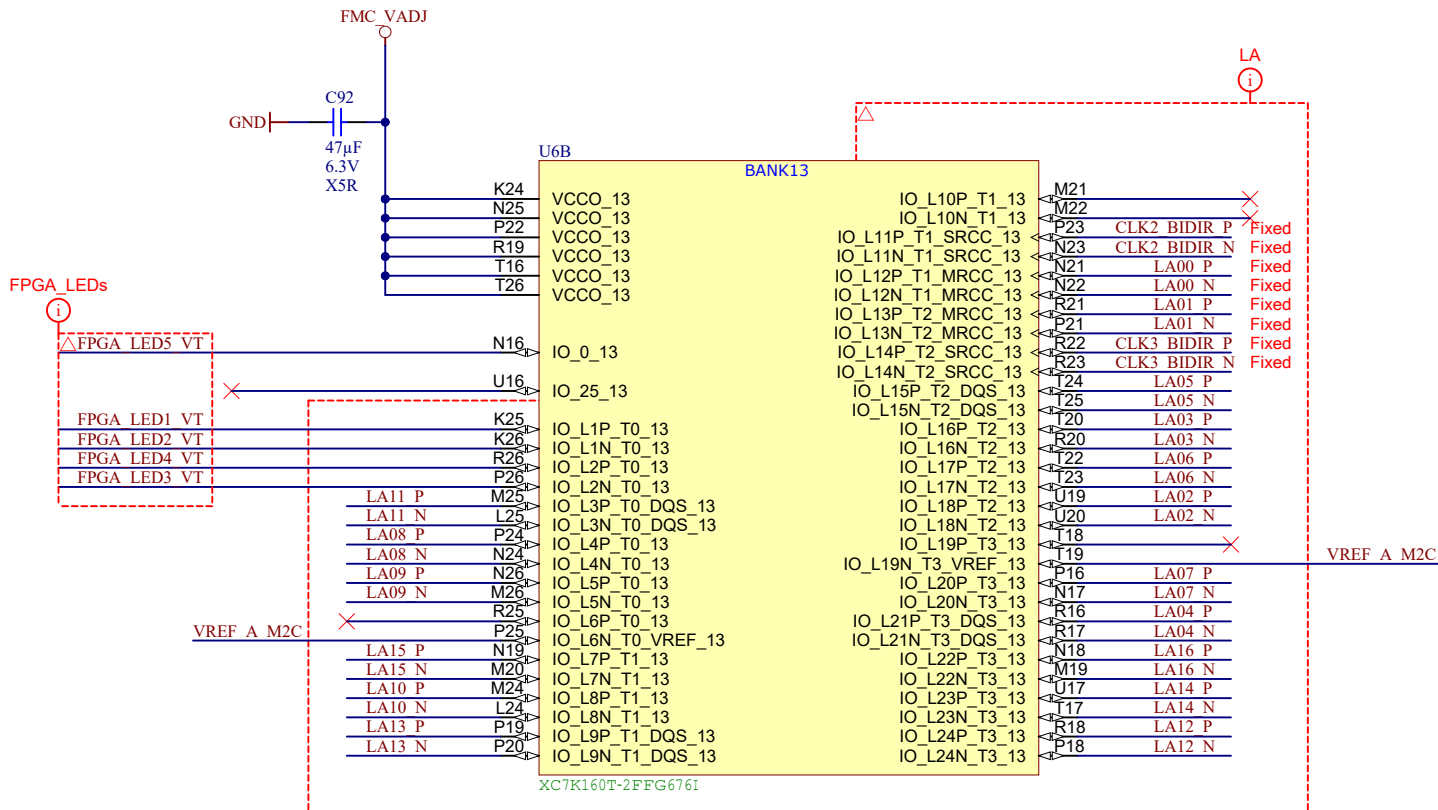 FMC_VADJ
LA
i
C92
GND
47µF
6.3V
X5R
U6B
BANK13
K24 VCCO_13
N25 VCCO_13
P22 VCCO_13
R19 VCCO_13
T16 VCCO_13
T26 VCCO_13
FPGA_LEDs
i
FPGA_LED5_VT N16 IO_0_13
U16 IO_25_13
FPGA_LED1_VT K25 IO_L1P_T0_13
FPGA_LED2_VT K26 IO_L1N_T0_13
FPGA_LED4_VT R26 IO_L2P_T0_13
FPGA_LED3_VT P26 IO_L2N_T0_13
LA11_P M25 IO_L3P_T0_DQS_13
LA11_N L25 IO_L3N_T0_DQS_13
LA08_P P24 IO_L4P_T0_13
LA08_N N24 IO_L4N_T0_13
LA09_P N26 IO_L5P_T0_13
LA09_N M26 IO_L5N_T0_13
R25 IO_L6P_T0_13
VREF_A_M2C P25 IO_L6N_T0_VREF_13
LA15_P N19 IO_L7P_T1_13
LA15_N M20 IO_L7N_T1_13
LA10_P M24 IO_L8P_T1_13
LA10_N L24 IO_L8N_T1_13
LA13_P P19 IO_L9P_T1_DQS_13
LA13_N P20 IO_L9N_T1_DQS_13
IO_L10P_T1_13 M21
IO_L10N_T1_13 M22
IO_L11P_T1_SRCC_13 P23 CLK2_BIDIR_P Fixed
IO_L11N_T1_SRCC_13 N23 CLK2_BIDIR_N Fixed
IO_L12P_T1_MRCC_13 N21 LA00_P Fixed
IO_L12N_T1_MRCC_13 N22 LA00_N Fixed
IO_L13P_T2_MRCC_13 R21 LA01_P Fixed
IO_L13N_T2_MRCC_13 P21 LA01_N Fixed
IO_L14P_T2_SRCC_13 R22 CLK3_BIDIR_P Fixed
IO_L14N_T2_SRCC_13 R23 CLK3_BIDIR_N Fixed
IO_L15P_T2_DQS_13 T24 LA05_P
IO_L15N_T2_DQS_13 T25 LA05_N
IO_L16P_T2_13 T20 LA03_P
IO_L16N_T2_13 R20 LA03_N
IO_L17P_T2_13 T22 LA06_P
IO_L17N_T2_13 T23 LA06_N
IO_L18P_T2_13 U19 LA02_P
IO_L18N_T2_13 U20 LA02_N
IO_L19P_T3_13 T18
IO_L19N_T3_VREF_13 T19 VREF_A_M2C
IO_L20P_T3_13 P16 LA07_P
IO_L20N_T3_13 N17 LA07_N
IO_L21P_T3_DQS_13 R16 LA04_P
IO_L21N_T3_DQS_13 R17 LA04_N
IO_L22P_T3_13 N18 LA16_P
IO_L22N_T3_13 M19 LA16_N
IO_L23P_T3_13 U17 LA14_P
IO_L23N_T3_13 T17 LA14_N
IO_L24P_T3_13 R18 LA12_P
IO_L24N_T3_13 P18 LA12_N
XC7K160T-2FFG676I